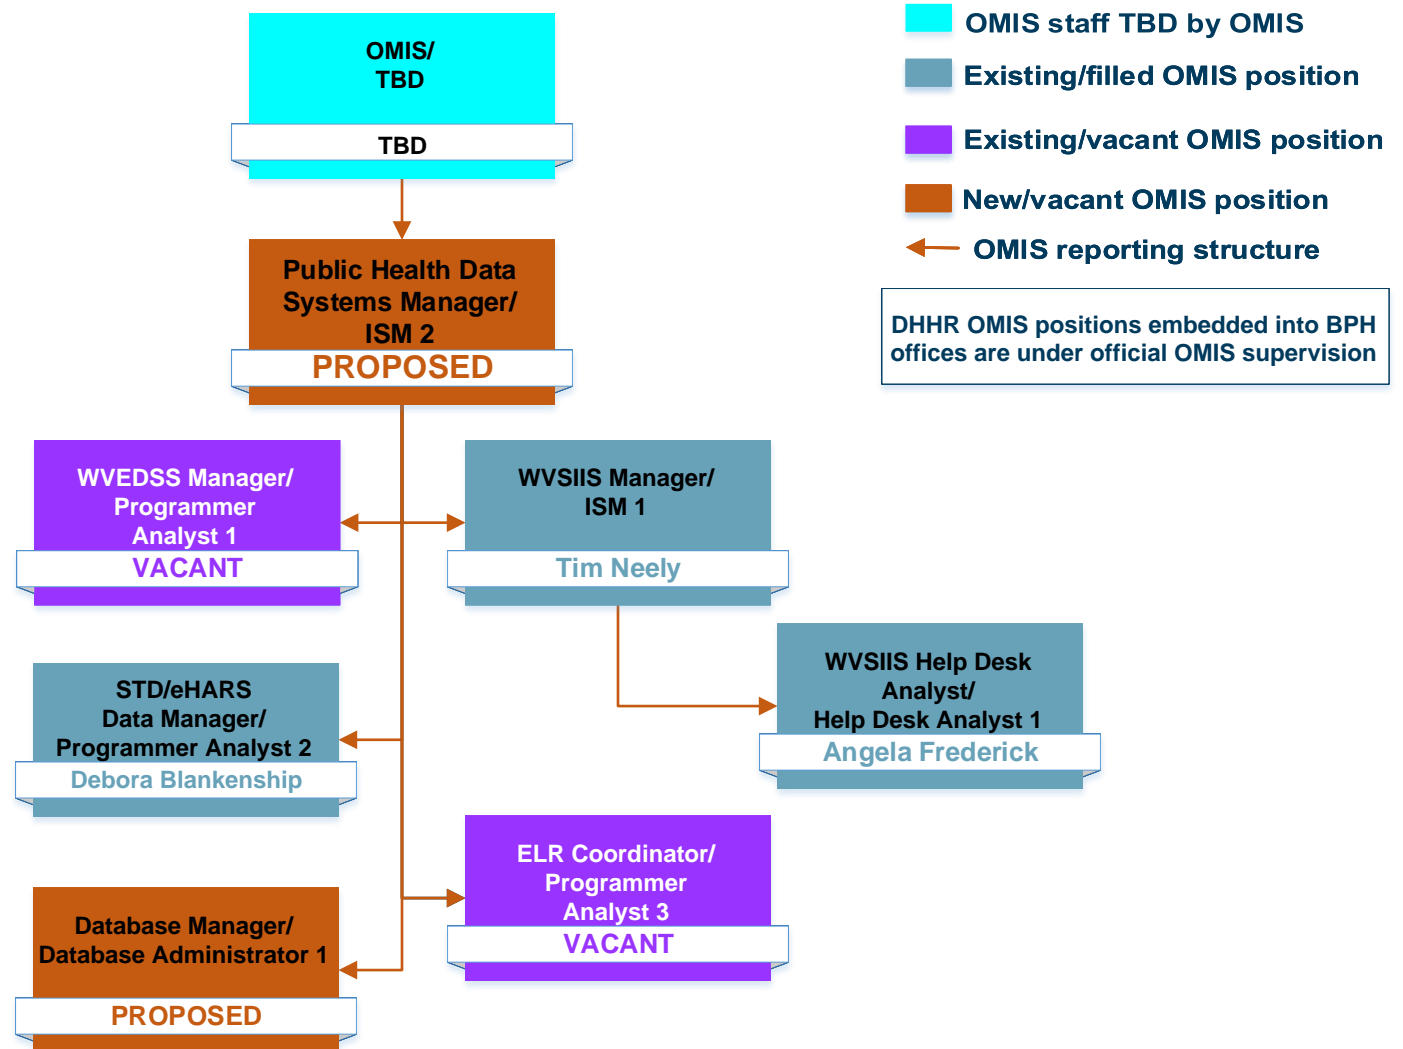 OMIS/
TBD
TBD
Public Health Data
Systems Manager/
ISM 2
PROPOSED
WVEDSS Manager/
Programmer
Analyst 1
VACANT
WVSIIS Manager/
ISM 1
Tim Neely
STD/eHARS
Data Manager/
Programmer Analyst 2
Debora Blankenship
WVSIIS Help Desk
Analyst/
Help Desk Analyst 1
Angela Frederick
ELR Coordinator/
Programmer
Analyst 3
VACANT
Database Manager/
Database Administrator 1
PROPOSED
OMIS staff TBD by OMIS
Existing/filled OMIS position
Existing/vacant OMIS position
New/vacant OMIS position
OMIS reporting structure
DHHR OMIS positions embedded into BPH
offices are under official OMIS supervision